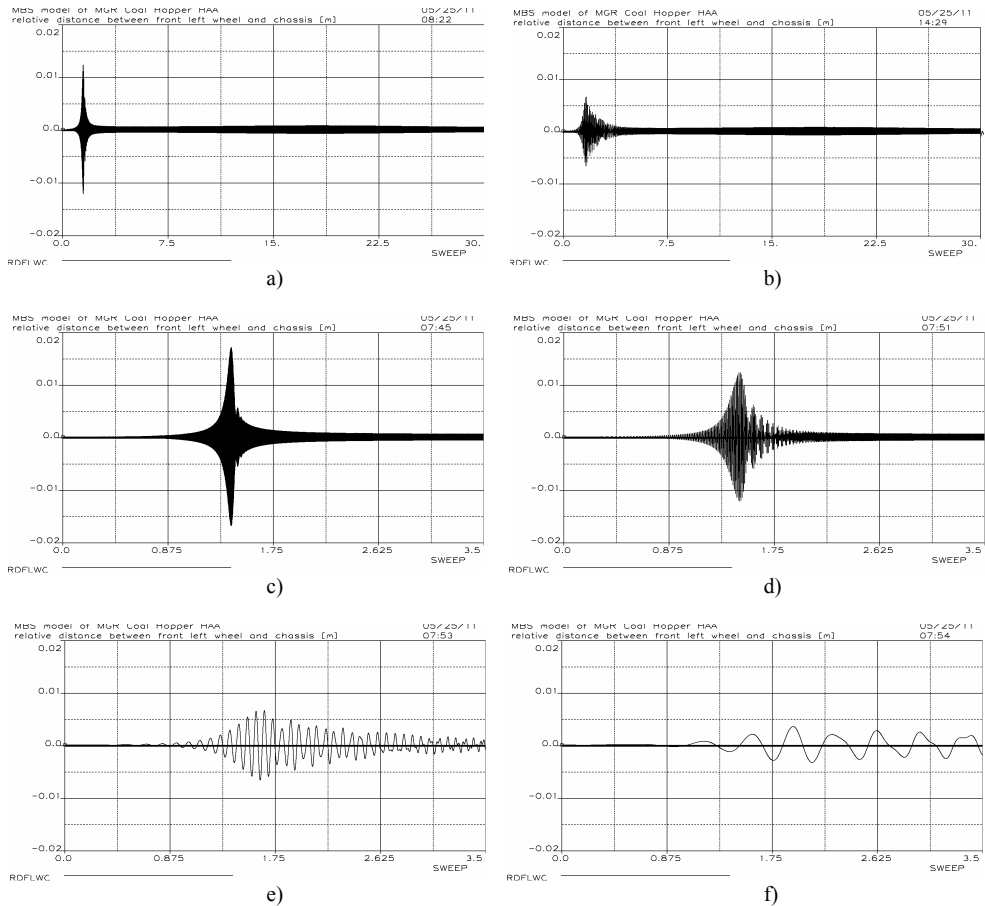 MBS model of MGR Coal Hopper HAA 05/25/11
relative distance between front left wheel and chassis [m] 08:22
0.02
0.01
0.0
-0.01
-0.02
0.0 7.5 15. 22.5 30.
SWEEP
RDFLWC
a)
MBS model of MGR Coal Hopper HAA 05/25/11
relative distance between front left wheel and chassis [m] 14:29
0.02
0.01
0.0
-0.01
-0.02
0.0 7.5 15. 22.5 30.
SWEEP
RDFLWC
b)
MBS model of MGR Coal Hopper HAA 05/25/11
relative distance between front left wheel and chassis [m] 07:45
0.02
0.01
0.0
-0.01
-0.02
0.0 0.875 1.75 2.625 3.5
SWEEP
RDFLWC
c)
MBS model of MGR Coal Hopper HAA 05/25/11
relative distance between front left wheel and chassis [m] 07:51
0.02
0.01
0.0
-0.01
-0.02
0.0 0.875 1.75 2.625 3.5
SWEEP
RDFLWC
d)
MBS model of MGR Coal Hopper HAA 05/25/11
relative distance between front left wheel and chassis [m] 07:53
0.02
0.01
0.0
-0.01
-0.02
0.0 0.875 1.75 2.625 3.5
SWEEP
RDFLWC
e)
MBS model of MGR Coal Hopper HAA 05/25/11
relative distance between front left wheel and chassis [m] 07:54
0.02
0.01
0.0
-0.01
-0.02
0.0 0.875 1.75 2.625 3.5
SWEEP
RDFLWC
f)